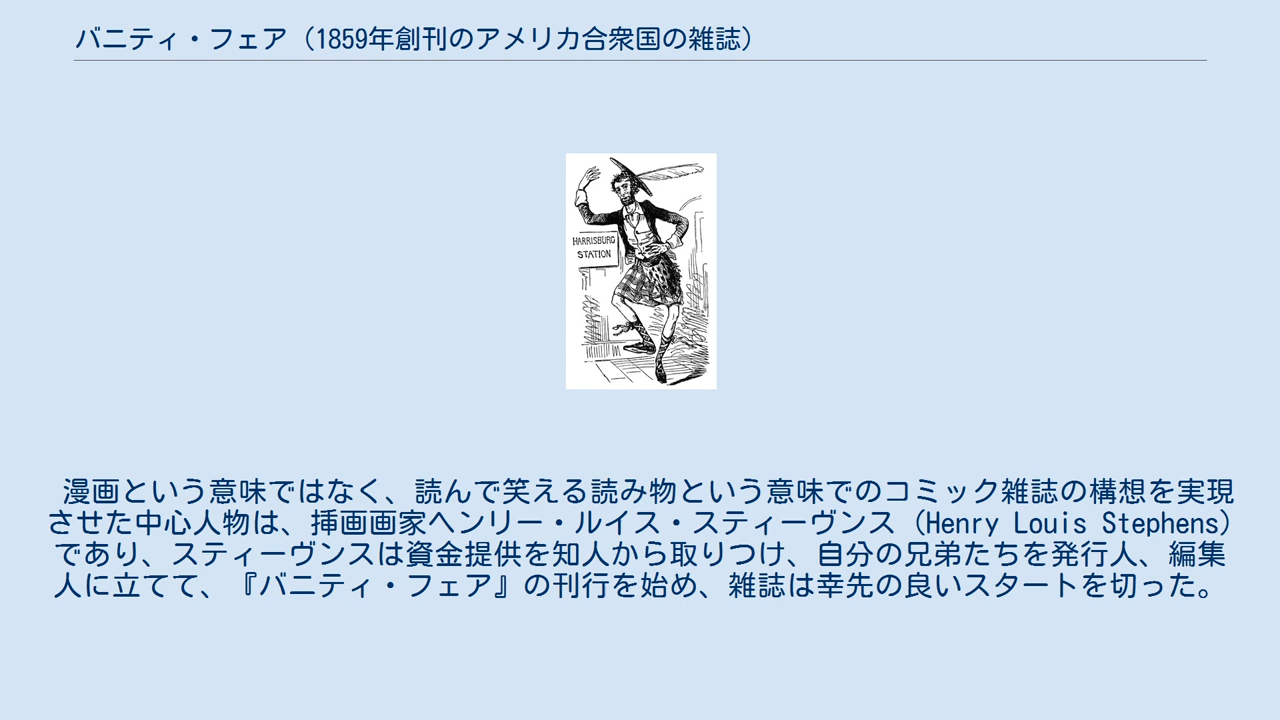 バニティ・フェア（1859年創刊のアメリカ合衆国の雑誌）
HARRISBURG
STATION
漫画という意味ではなく、読んで笑える読み物という意味でのコミック雑誌の構想を実現
させた中心人物は、挿画画家ヘンリー・ルイス・スティーヴンス（Henry Louis Stephens）
であり、スティーヴンスは資金提供を知人から取りつけ、自分の兄弟たちを発行人、編集
人に立てて、『バニティ・フェア』の刊行を始め、雑誌は幸先の良いスタートを切った。